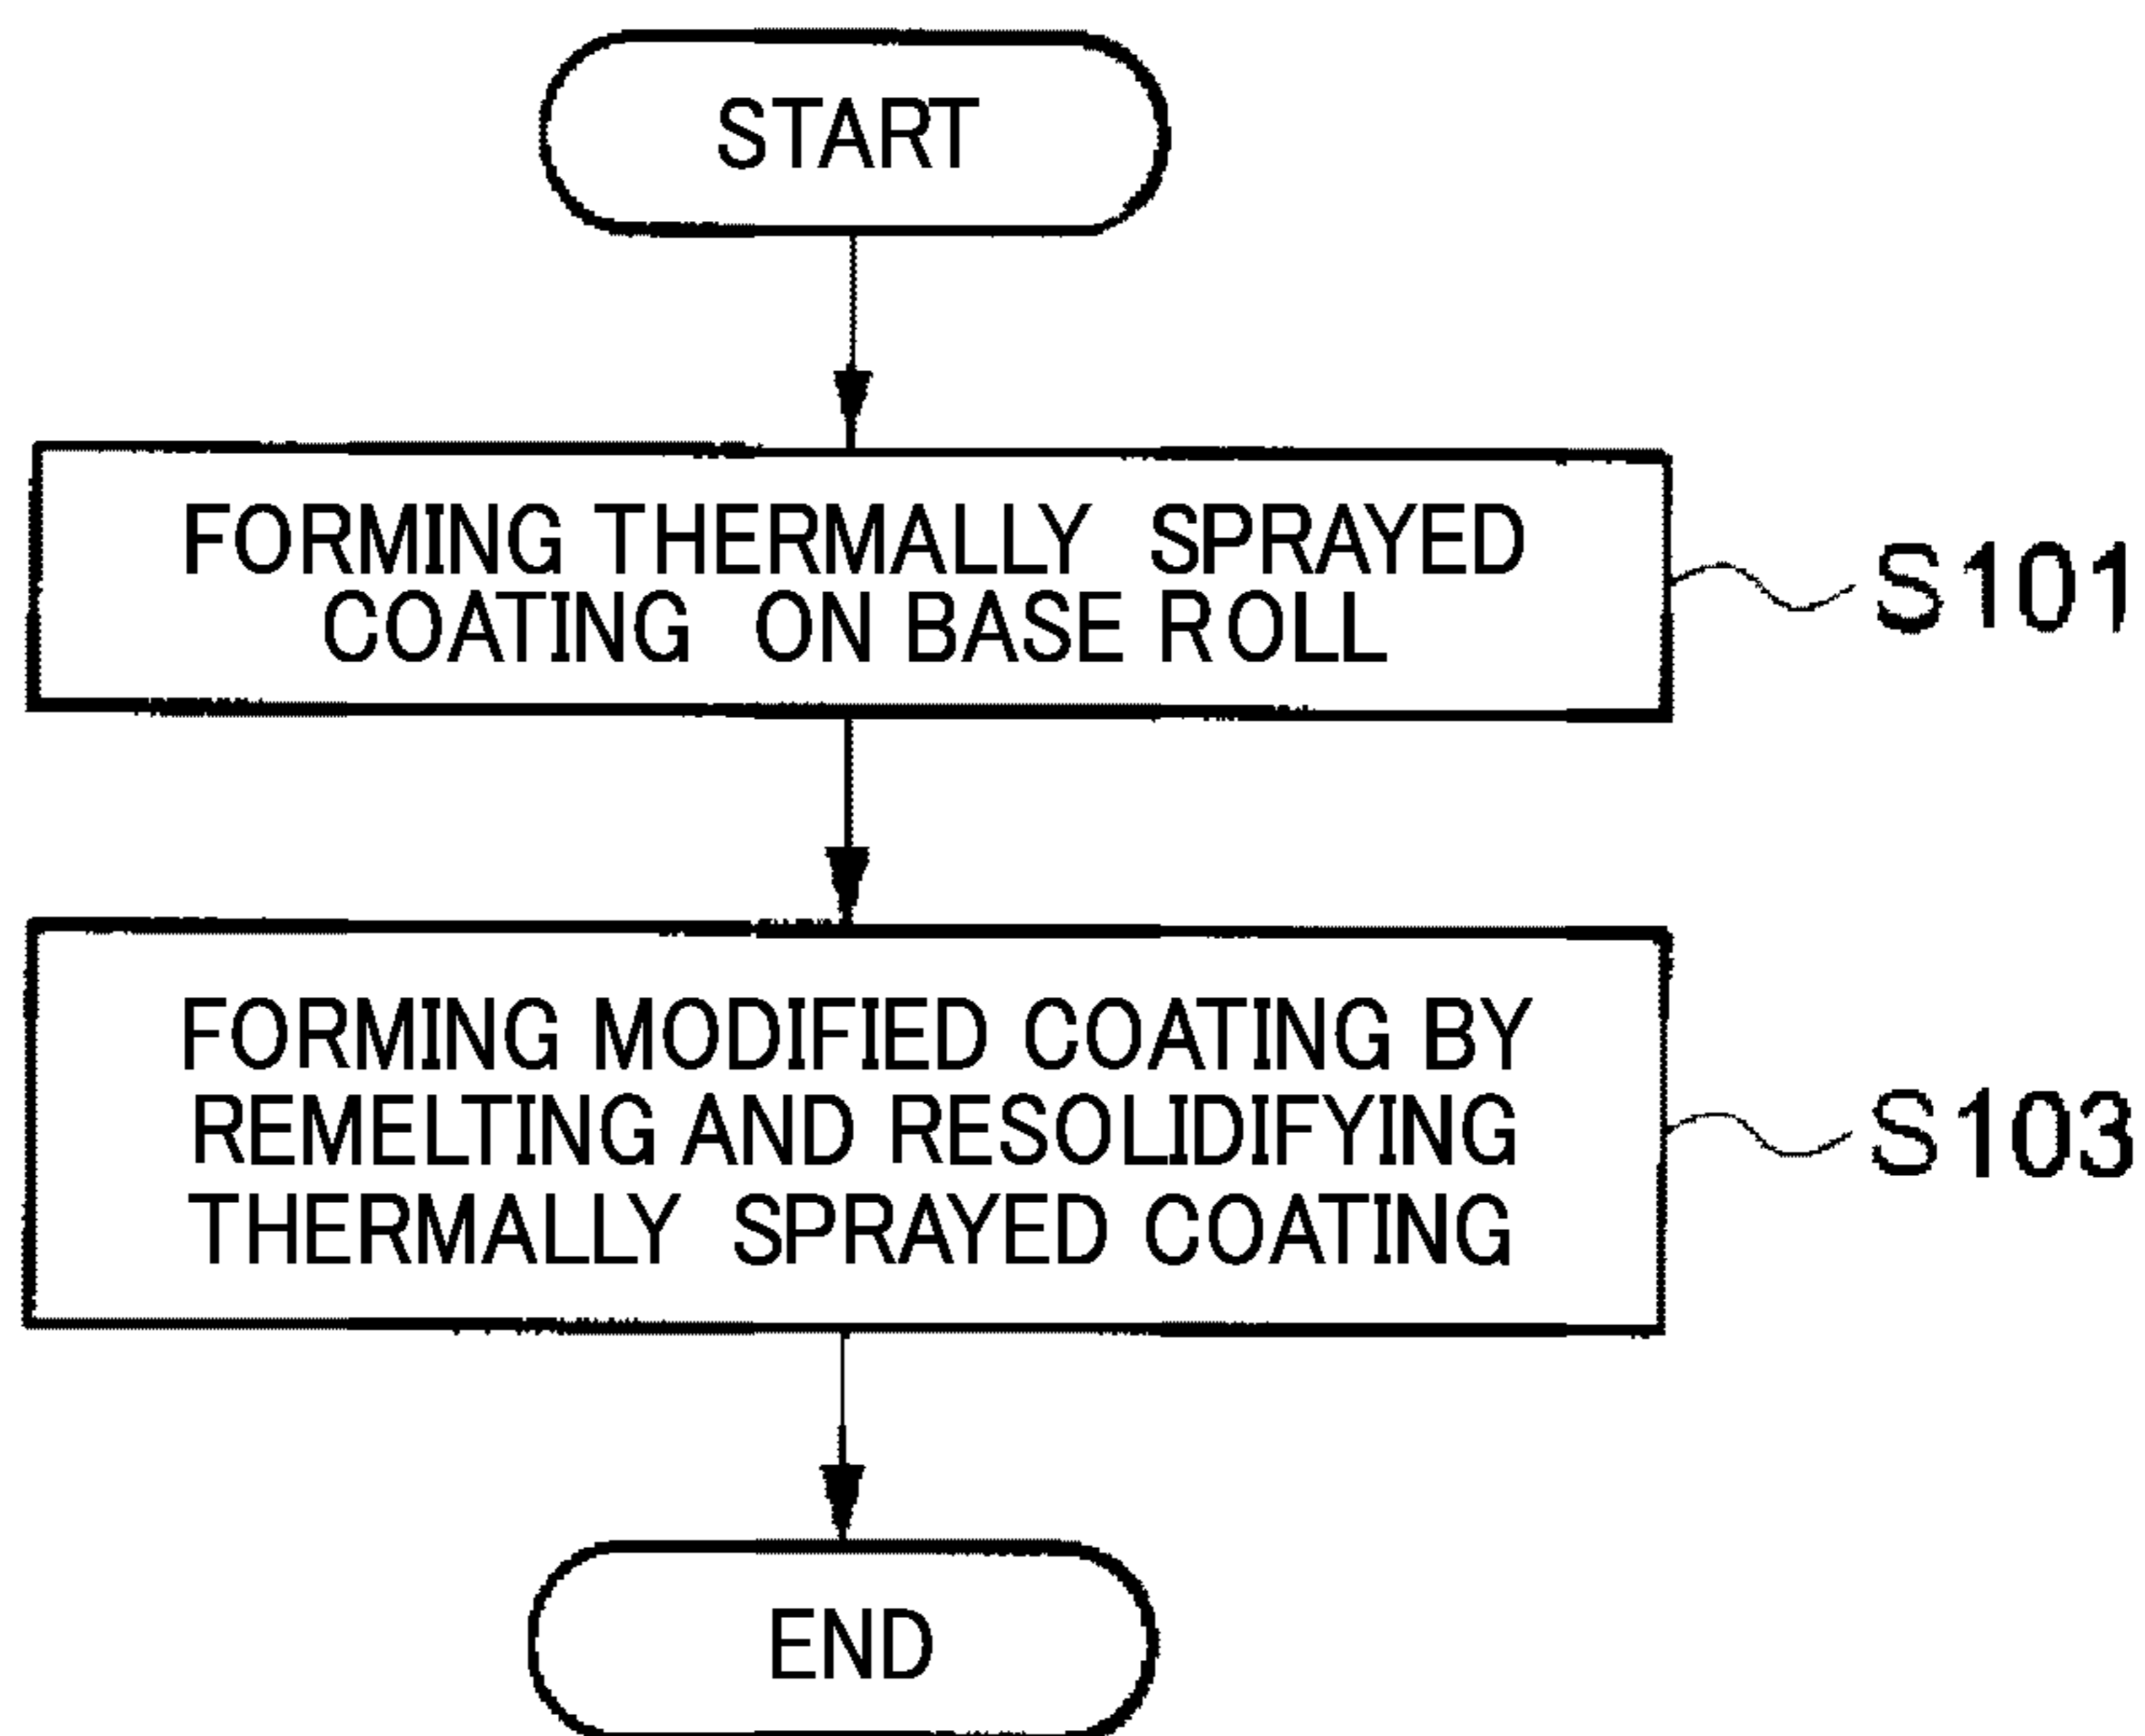 START
FORMING THERMALLY SPRAYED
COATING ON BASE ROLL
S101
FORMING MODIFIED COATING BY
REMELTING AND RESOLIDIFYING
THERMALLY SPRAYED COATING
S103
END